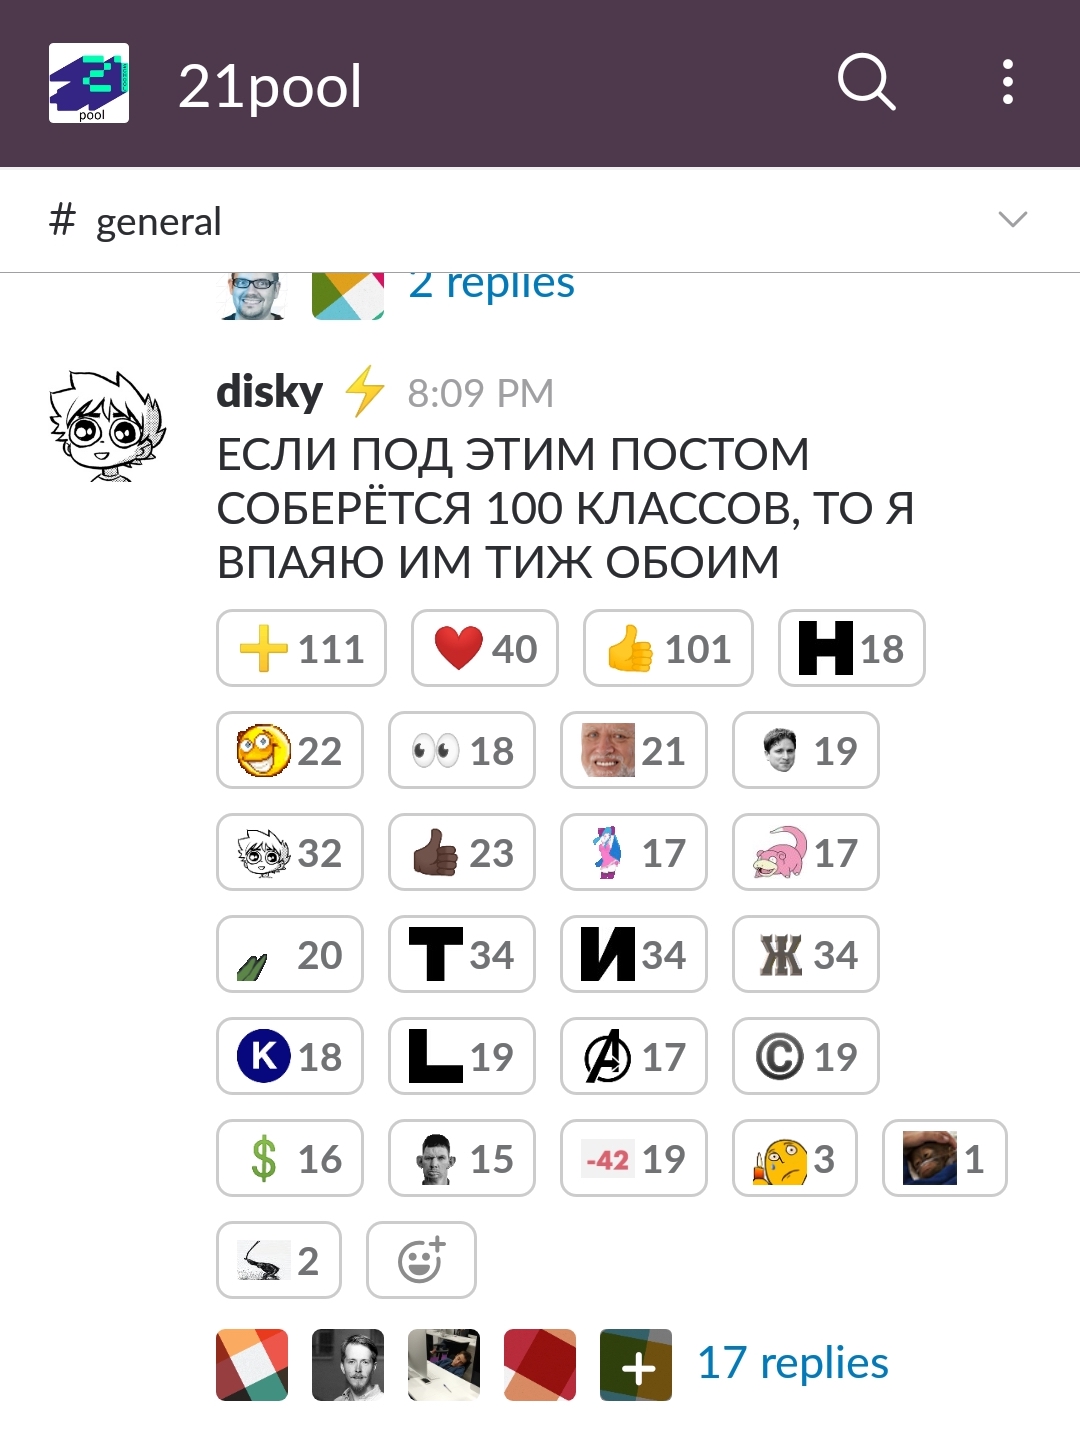 pool
21pool
# general
2 replies
disky 8:09 PM
ЕСЛИ ПОД ЭТИМ ПОСТОМ
СОБЕРЁТСЯ 100 КЛАССОВ, ТО Я
ВПАЯЮ ИМ ТИЖ ОБОИМ
111 40 101 H 18
22 18 21 19
32 23 17 17
20 Т 34 И 34 Ж 34
K 18 L 19 A 17 © 19
$ 16 15 -42 19 3 1
2
17 replies